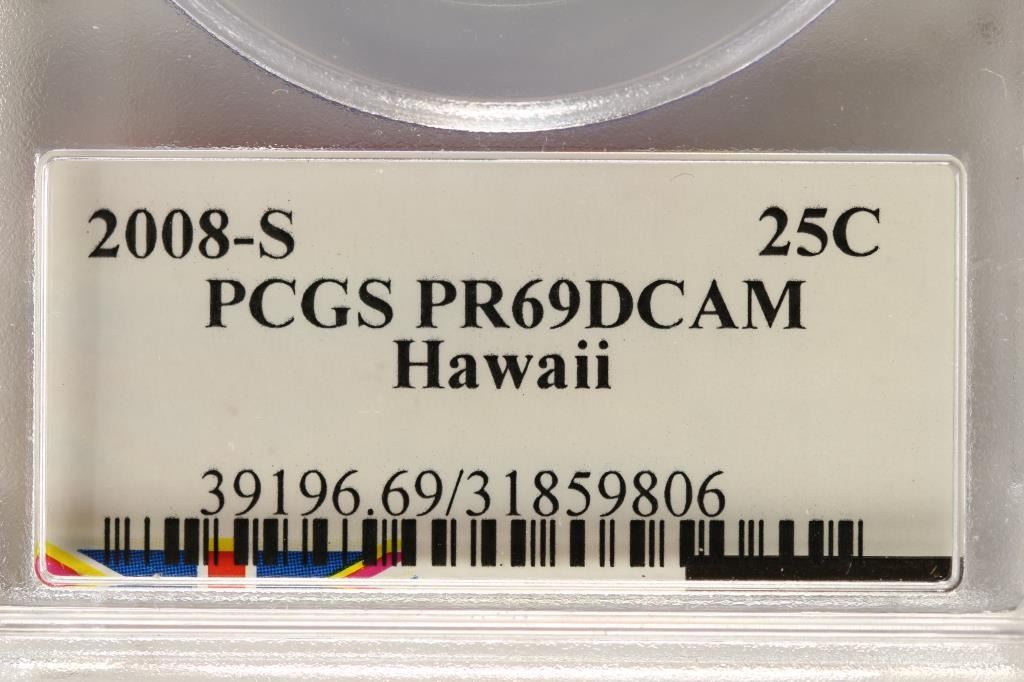 2008-S 25C
PCGS PR69DCAM
Hawaii
39196.69/31859806